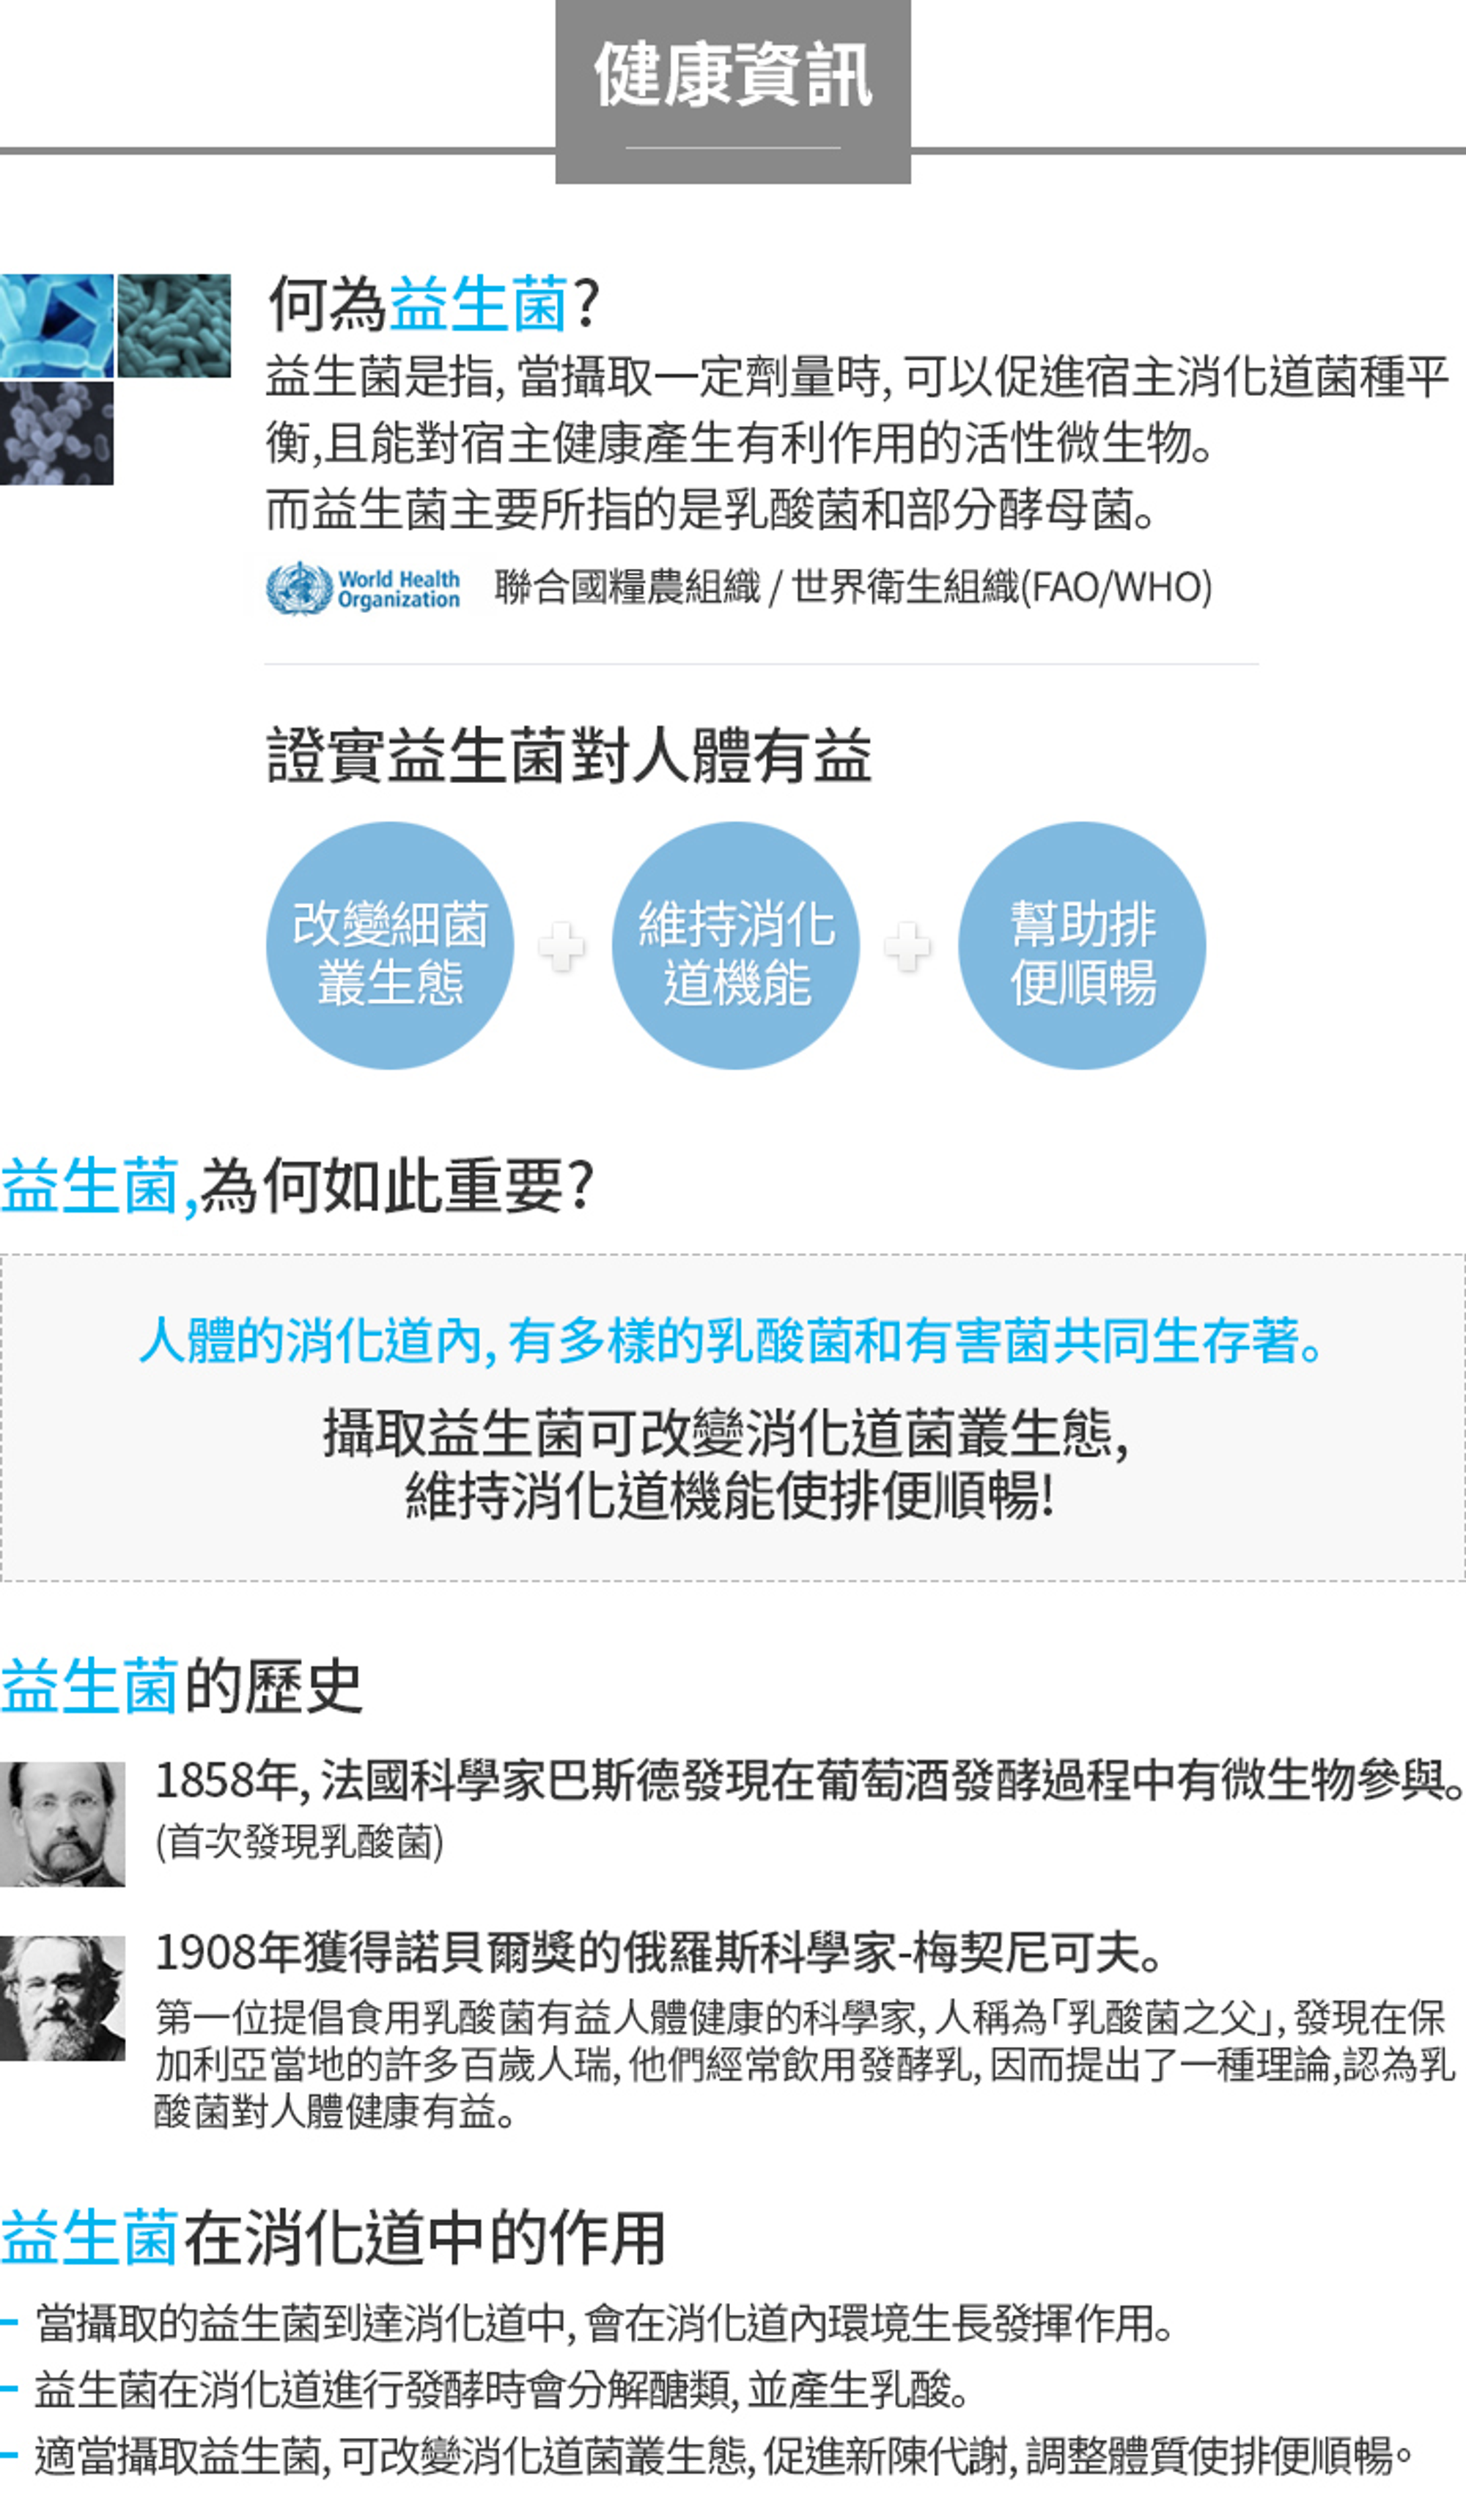 健康資訊
何為益生菌?
益生菌是指, 當攝取一定劑量時, 可以促進宿主消化道菌種平
衡,且能對宿主健康產生有利作用的活性微生物。
而益生菌主要所指的是乳酸菌和部分酵母菌。
World Health
Organization
聯合國糧農組織 / 世界衛生組織(FAO/WHO)
證實益生菌對人體有益
改變細菌
叢生態
維持消化
道機能
幫助排
便順暢
益生菌,為何如此重要?
人體的消化道內, 有多樣的乳酸菌和有害菌共同生存著。
攝取益生菌可改變消化道菌叢生態,
維持消化道機能使排便順暢!
益生菌的歷史
1858年, 法國科學家巴斯德發現在葡萄酒發酵過程中有微生物參與。
(首次發現乳酸菌)
1908年獲得諾貝爾獎的俄羅斯科學家-梅契尼可夫。
第一位提倡食用乳酸菌有益人體健康的科學家, 人稱為「乳酸菌之父」, 發現在保
加利亞當地的許多百歲人瑞, 他們經常飲用發酵乳, 因而提出了一種理論,認為乳
酸菌對人體健康有益。
益生菌在消化道中的作用
- 當攝取的益生菌到達消化道中, 會在消化道內環境生長發揮作用。
- 益生菌在消化道進行發酵時會分解醣類, 並產生乳酸。
- 適當攝取益生菌, 可改變消化道菌叢生態, 促進新陳代謝, 調整體質使排便順暢。